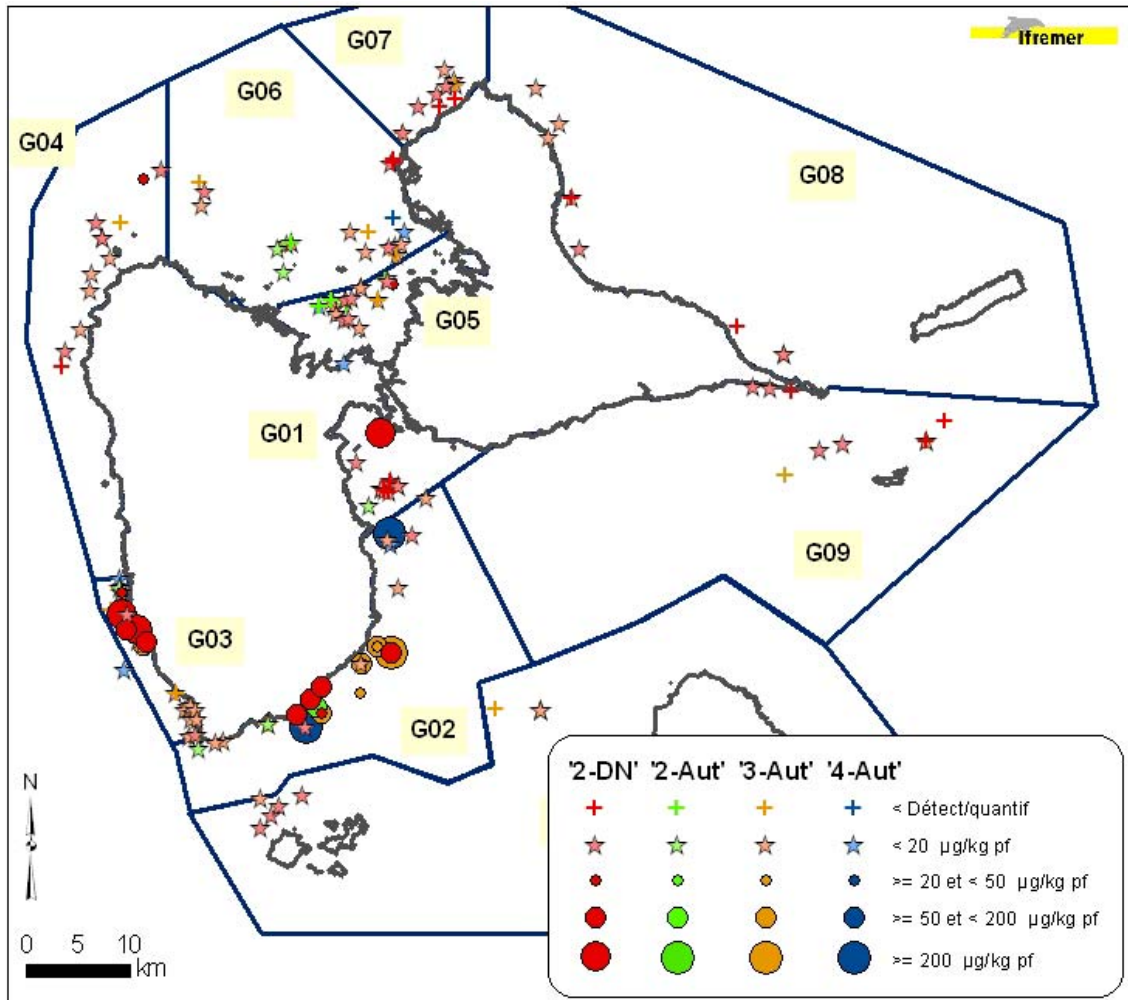 G07
Ifremer
G06
G04
G08
G05
G01
G09
G03
G02
'2-DN' '2-Aut' '3-Aut' '4-Aut'
< Détect/quantif
< 20 µg/kg pf
>= 20 et < 50 µg/kg pf
>= 50 et < 200 µg/kg pf
>= 200 µg/kg pf
N
0 5 10
km